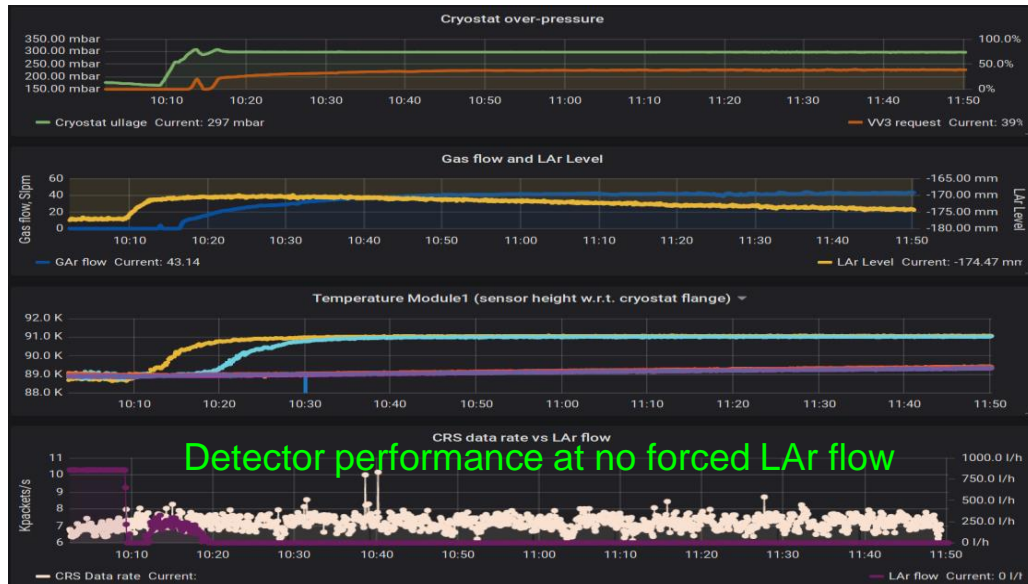 Cryostat over-pressure
350.00 mbar 100.0%
300.00 mbar
250.00 mbar 50.0%
200.00 mbar
150.00 mbar 0%
10:10 10:20 10:30 10:40 10:50 11:00 11:10 11:20 11:30 11:40 11:50
Cryostat ullage Current: 297 mbar VV3 request Current: 39%
Gas flow and LAr Level
Gas flow, Slpm
60 -165.00 mm
40 -170.00 mm
20 -175.00 mm
0 -180.00 mm
LAr Level
10:10 10:20 10:30 10:40 10:50 11:00 11:10 11:20 11:30 11:40 11:50
GAr flow Current: 43.14 LAr Level Current: -174.47 mm
Temperature Module1 (sensor height w.r.t. cryostat flange)
92.0 K
91.0 K
90.0 K
89.0 K
88.0 K
10:10 10:20 10:30 10:40 10:50 11:00 11:10 11:20 11:30 11:40 11:50
CRS data rate vs LAr flow
Detector performance at no forced LAr flow
Kpackets/s
11 1000.0 l/h
10 750.0 l/h
9 500.0 l/h
8
7 250.0 l/h
6 0 l/h
10:10 10:20 10:30 10:40 10:50 11:00 11:10 11:20 11:30 11:40 11:50
CRS Data rate Current: LAr flow Current: 0 l/h